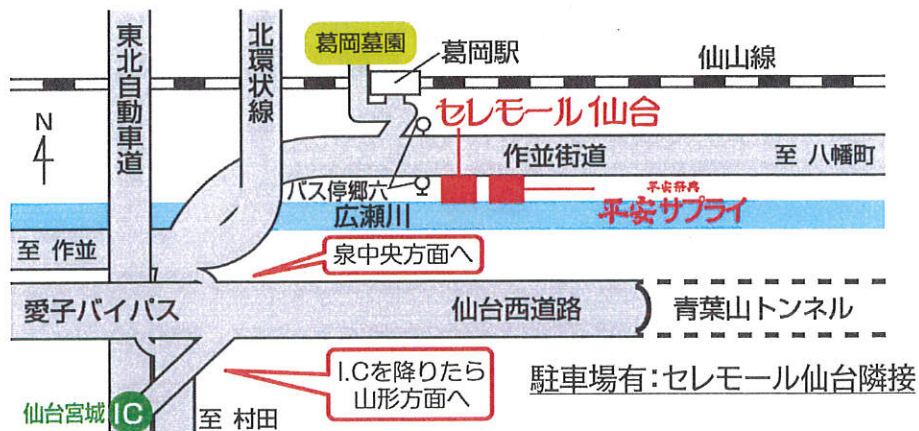 東北自動車道
北環状線
葛岡墓園
葛岡駅
仙山線
N
セレモール仙台
作並街道
至 八幡町
バス停郷六
平安祭典
平安サプライ
広瀬川
至 作並
泉中央方面へ
愛子バイパス
仙台西道路
青葉山トンネル
I.Cを降りたら
山形方面へ
駐車場有:セレモール仙台隣接
仙台宮城 IC
至 村田